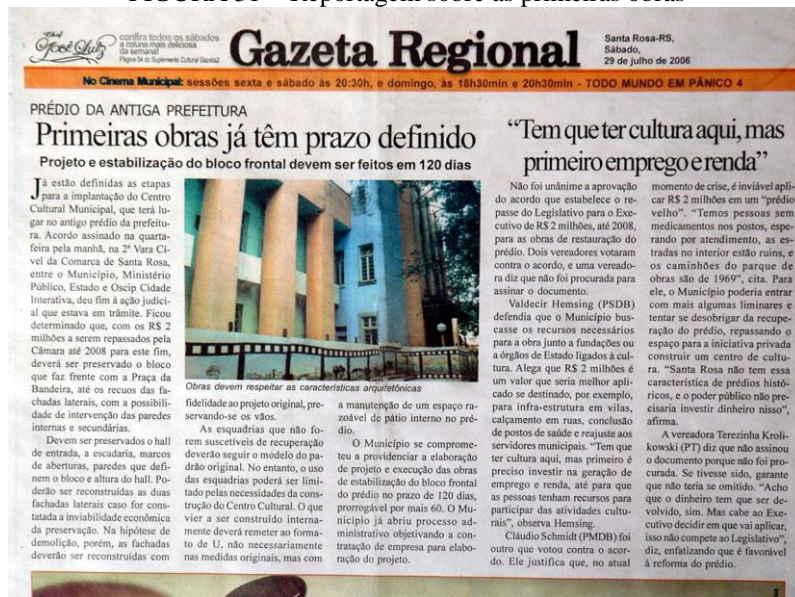 FIGURA 31 – Reportagem sobre as primeiras obras
José Luiz
confira todos os sábados
a coluna mais deliciosa
da semana!
Página 04 do Suplemento Cultural Gazeta2
Gazeta Regional
Santa Rosa-RS,
Sábado,
29 de julho de 2006
No Cinema Municipal: sessões sexta e sábado às 20:30h, e domingo, às 18h30min e 20h30min - TODO MUNDO EM PÂNICO 4
PRÉDIO DA ANTIGA PREFEITURA
Primeiras obras já têm prazo definido
Projeto e estabilização do bloco frontal devem ser feitos em 120 dias
Já estão definidas as etapas
para a implantação do Centro
Cultural Municipal, que terá lu-
gar no antigo prédio da prefeitu-
ra. Acordo assinado na quarta-
feira pela manhã, na 2ª Vara Cí-
vel da Comarca de Santa Rosa,
entre o Município, Ministério
Público, Estado e Oscip Cidade
Interativa, deu fim à ação judici-
al que estava em trâmite. Ficou
determinado que, com os R$ 2
milhões a serem repassados pela
Câmara até 2008 para este fim,
deverá ser preservado o bloco
que faz frente com a Praça da
Bandeira, até os recuos das fa-
chadas laterais, com a possibili-
dade de intervenção das paredes
internas e secundárias.
Devem ser preservados o hall
de entrada, a escadaria, marcos
de aberturas, paredes que defi-
nem o bloco e altura do hall. Po-
derão ser reconstruídas as duas
fachadas laterais caso for cons-
tatada a inviabilidade econômica
da preservação. Na hipótese de
demolição, porém, as fachadas
deverão ser reconstruídas com
Obras devem respeitar as características arquitetônicas
fidelidade ao projeto original, pre-
servando-se os vãos.
As esquadrias que não fo-
rem suscetíveis de recuperação
deverão seguir o modelo do pa-
drão original. No entanto, o uso
das esquadrias poderá ser limi-
tado pelas necessidades da cons-
trução do Centro Cultural. O que
vier a ser construído interna-
mente deverá remeter ao forma-
to de U, não necessariamente
nas medidas originais, mas com
a manutenção de um espaço ra-
zoável de pátio interno no pré-
dio.
O Município se comprome-
teu a providenciar a elaboração
de projeto e execução das obras
de estabilização do bloco frontal
do prédio no prazo de 120 dias,
prorrogável por mais 60. O Mu-
nicípio já abriu processo ad-
ministrativo objetivando a con-
tratação de empresa para elabo-
ração do projeto.
“Tem que ter cultura aqui, mas
primeiro emprego e renda”
Não foi unânime a aprovação
do acordo que estabelece o re-
passe do Legislativo para o Exe-
cutivo de R$ 2 milhões, até 2008,
para as obras de restauração do
prédio. Dois vereadores votaram
contra o acordo, e uma vereado-
ra diz que não foi procurada para
assinar o documento.
Valdecir Hemsing (PSDB)
defendia que o Município bus-
casse os recursos necessários
para a obra junto a fundações ou
a órgãos de Estado ligados à cul-
tura. Alega que R$ 2 milhões é
um valor que seria melhor apli-
cado se destinado, por exemplo,
para infra-estrutura em vilas,
calçamento em ruas, conclusão
de postos de saúde e reajuste aos
servidores municipais. “Tem que
ter cultura aqui, mas primeiro é
preciso investir na geração de
emprego e renda, até para que
as pessoas tenham recursos para
participar das atividades cultu-
rais”, observa Hemsing.
Cláudio Schmidt (PMDB) foi
outro que votou contra o acor-
do. Ele justifica que, no atual
momento de crise, é inviável apli-
car R$ 2 milhões em um “prédio
velho”. “Temos pessoas sem
medicamentos nos postos, espe-
rando por atendimento, as es-
tradas no interior estão ruins, e
os caminhões do parque de
obras são de 1969”, cita. Para
ele, o Município poderia entrar
com mais algumas liminares e
tentar se desobrigar da recupe-
ração do prédio, repassando o
espaço para a iniciativa privada
construir um centro de cultu-
ra. “Santa Rosa não tem essa
característica de prédios histó-
ricos, e o poder público não pre-
cisaria investir dinheiro nisso”,
afirma.
A vereadora Terezinha Kroli-
kowski (PT) diz que não assinou
o documento porque não foi pro-
curada. Se tivesse sido, garante
que não teria se omitido. “Acho
que o dinheiro tem que ser de-
volvido, sim. Mas cabe ao Exe-
cutivo decidir em que vai aplicar,
isso não compete ao Legislativo”,
diz, enfatizando que é favorável
à reforma do prédio.